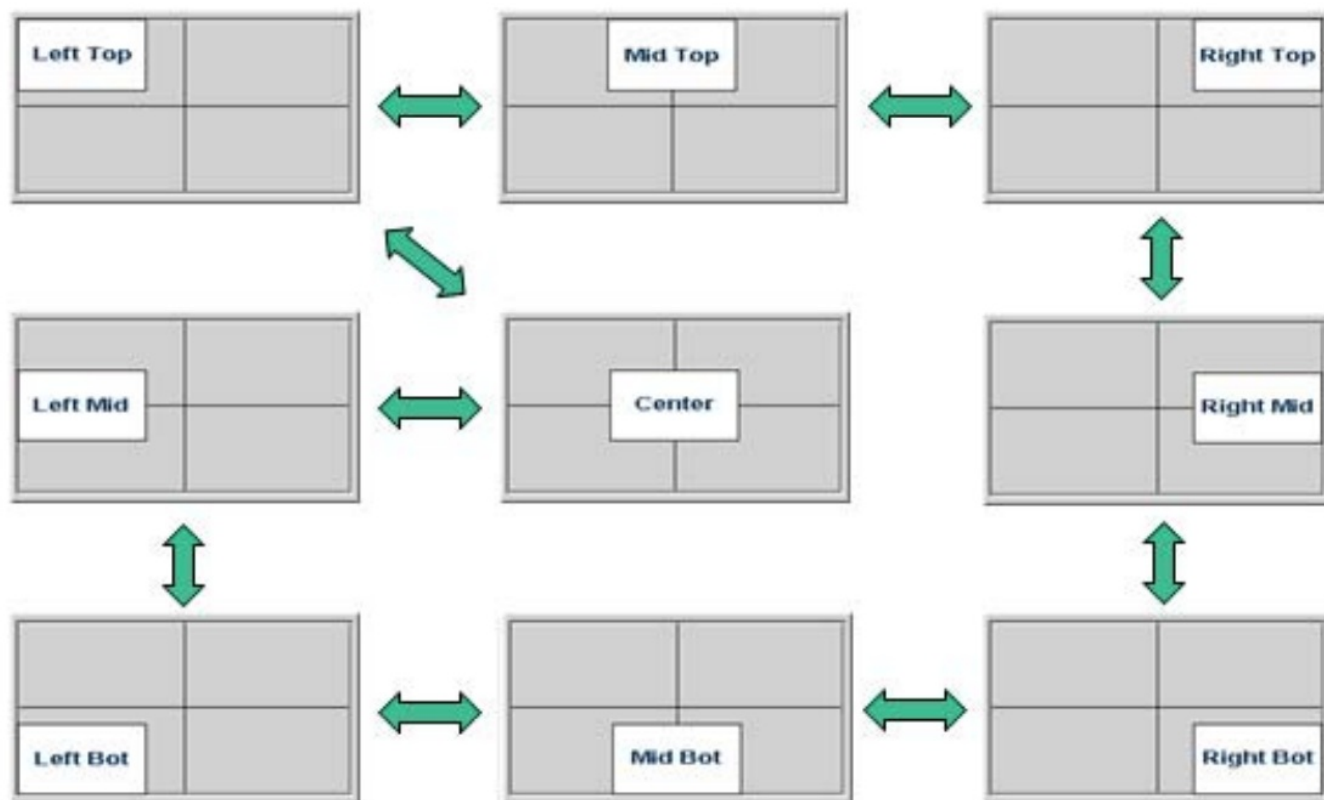 Left Top
Mid Top
Right Top
Left Mid
Center
Right Mid
Left Bot
Mid Bot
Right Bot